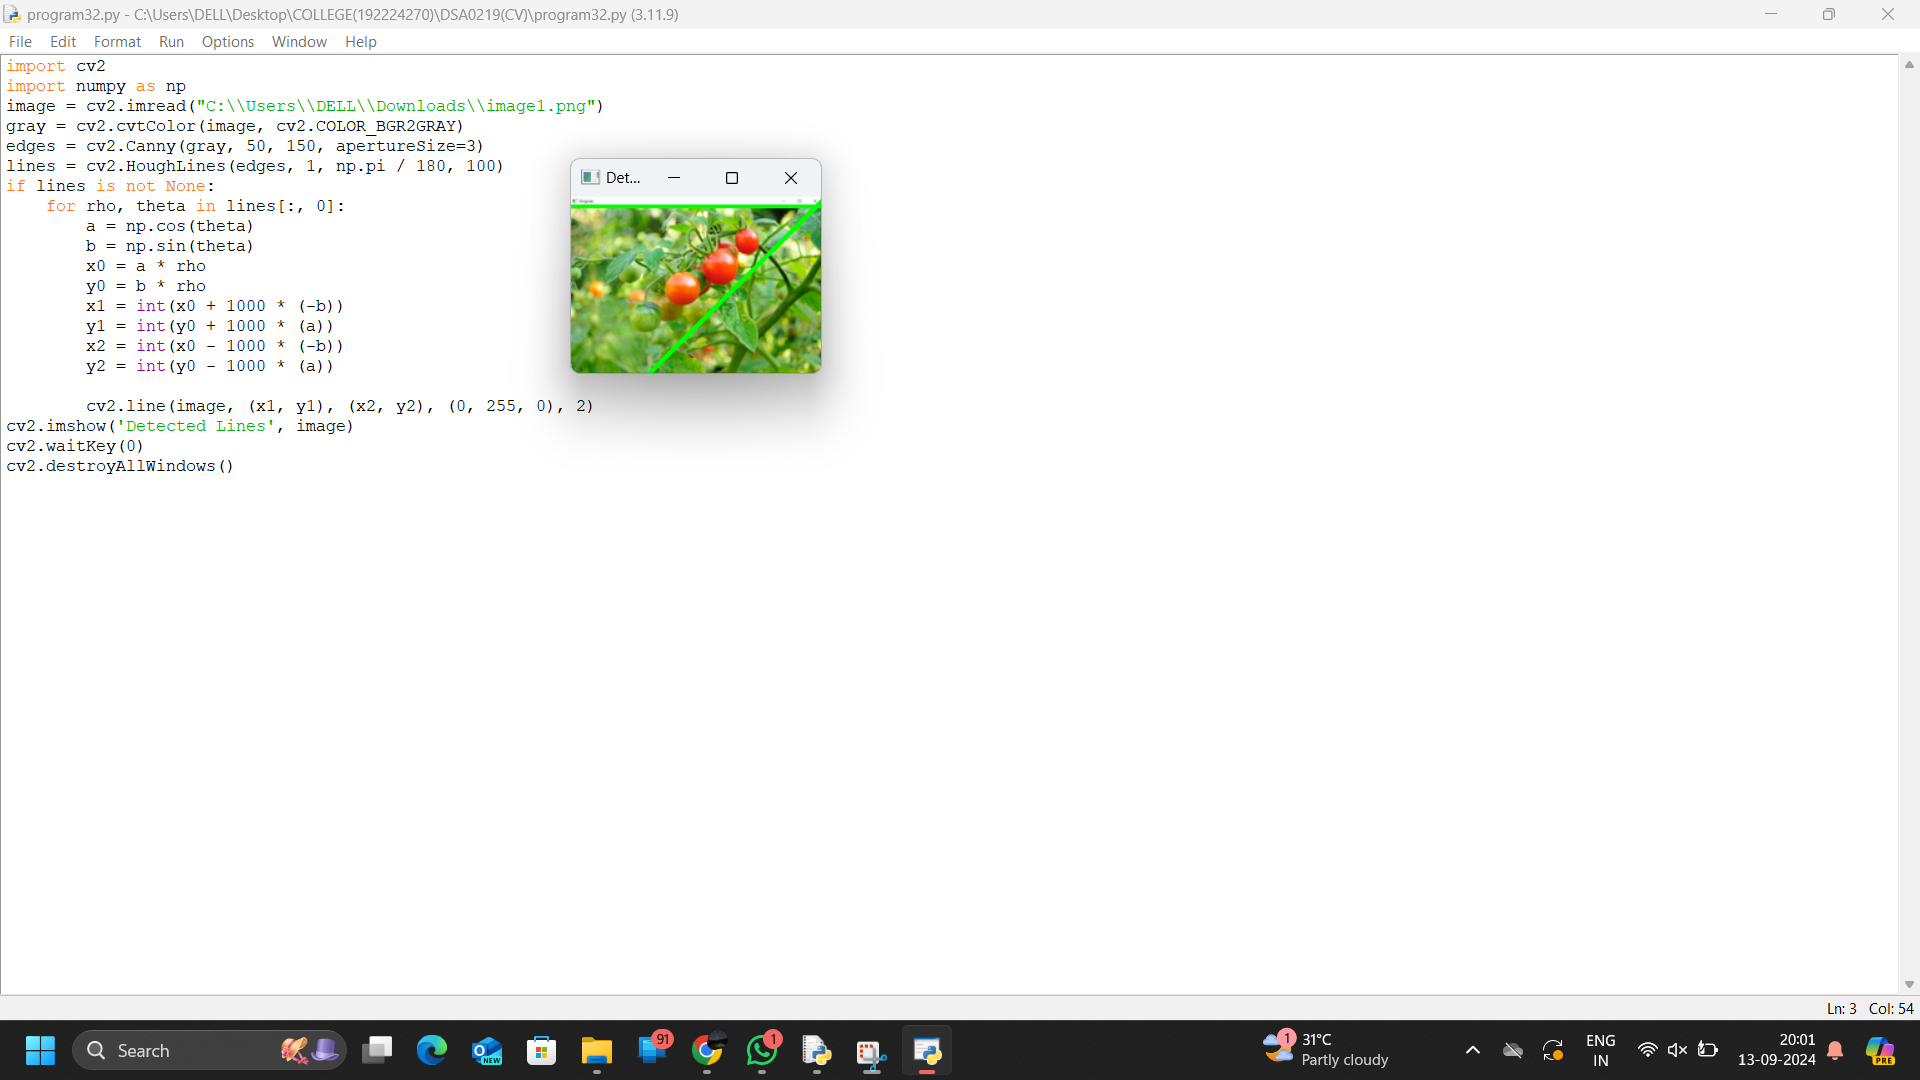 program32.py - C:\Users\DELL\Desktop\COLLEGE(192224270)\DSA0219(CV)\program32.py (3.11.9)
File Edit Format Run Options Window Help
import cv2
import numpy as np
image = cv2.imread("C:\\Users\\DELL\\Downloads\\image1.png")
gray = cv2.cvtColor(image, cv2.COLOR_BGR2GRAY)
edges = cv2.Canny(gray, 50, 150, apertureSize=3)
lines = cv2.HoughLines(edges, 1, np.pi / 180, 100)
if lines is not None:
    for rho, theta in lines[:, 0]:
        a = np.cos(theta)
        b = np.sin(theta)
        x0 = a * rho
        y0 = b * rho
        x1 = int(x0 + 1000 * (-b))
        y1 = int(y0 + 1000 * (a))
        x2 = int(x0 - 1000 * (-b))
        y2 = int(y0 - 1000 * (a))
        cv2.line(image, (x1, y1), (x2, y2), (0, 255, 0), 2)
cv2.imshow('Detected Lines', image)
cv2.waitKey(0)
cv2.destroyAllWindows()
Det...
Ln: 3 Col: 54
Search
NEW
91
1
1
31°C
Partly cloudy
ENG
IN
20:01
13-09-2024
PRE